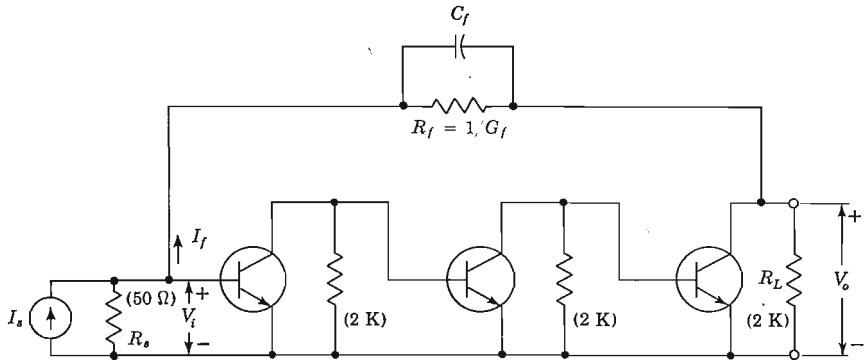 C_f
R_f = 1/G_f
I_f
I_s
(50 Ω)
R_s
+
V_i
−
(2 K)
(2 K)
R_L
(2 K)
+
V_o
−